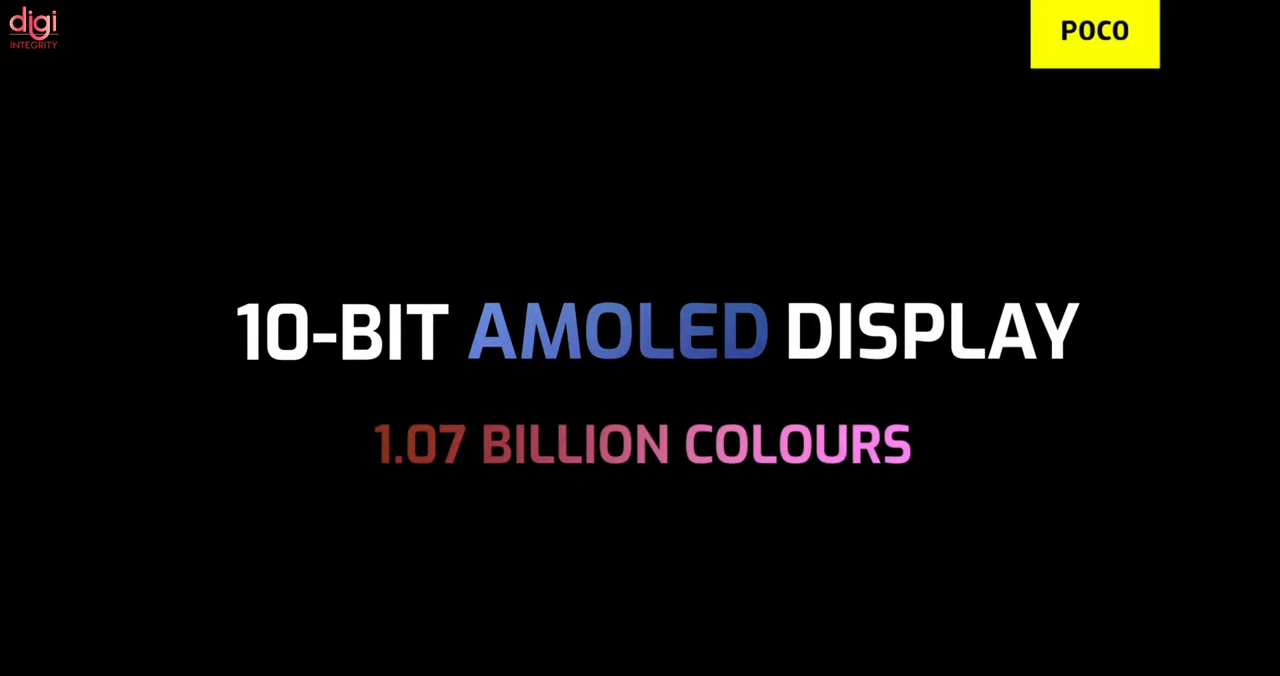 digi
INTEGRITY
POCO
10-BIT AMOLED DISPLAY
1.07 BILLION COLOURS